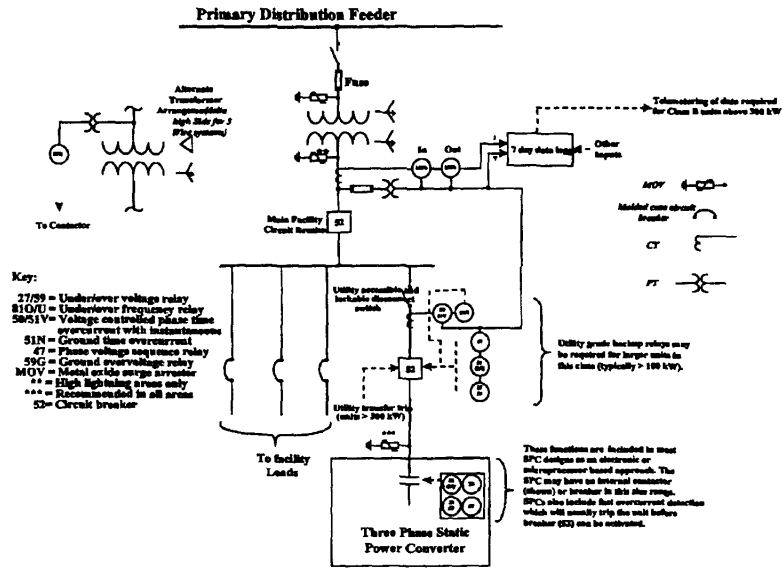 Primary Distribution Feeder
Fuse
Alternate
Transformer
Arrangement/delta
high side for 3
Wire systems)
To Contactor
In
Out
7 day data logger
Other
Inputs
Telemetering of data required
for Class B units above 300 kW
Main Facility
Circuit Breaker
52
MOV
Molded case circuit
breaker
CT
PT
Key:
27/59 = Under/over voltage relay
81O/U = Under/over frequency relay
50/51V= Voltage controlled phase time
overcurrent with instantaneous
51N = Ground time overcurrent
47 = Phase voltage sequence relay
59G = Ground overvoltage relay
MOV = Metal oxide surge arrestor
** = High lightning areas only
*** = Recommended in all areas
52= Circuit breaker
Utility accessible and
lockable disconnect
switch
52
Utility transfer trip
(units > 300 kW)
***
Utility grade backup relays may
be required for larger units in
this class (typically > 100 kW).
To facility
Loads
These functions are included in most
SPC designs as an electronic or
microprocessor based approach. The
SPC may have an internal contactor
(shown) or breaker in this size range.
SPCs also include fast overcurrent detection
which will usually trip the unit before
breaker (52) can be activated.
Three Phase Static
Power Converter